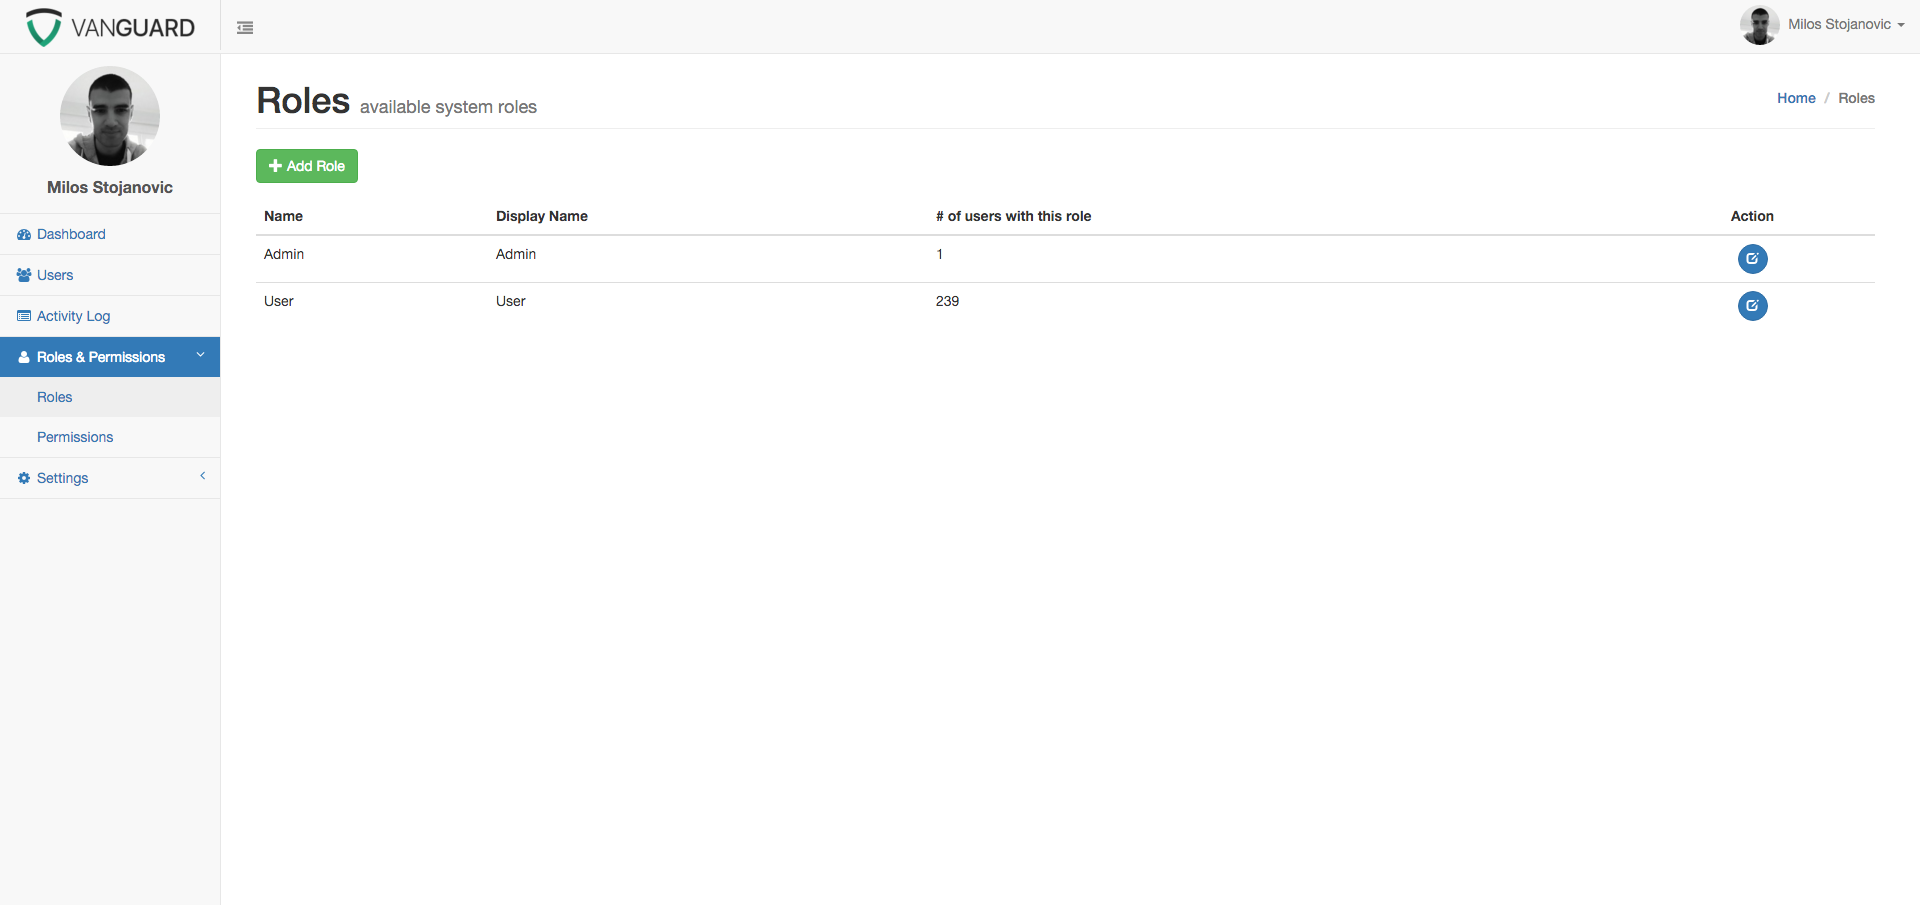 VANGUARD
Milos Stojanovic
Milos Stojanovic
Dashboard
Users
Activity Log
Roles & Permissions
Roles
Permissions
Settings
Roles available system roles
Home / Roles
Add Role
Name Display Name # of users with this role Action
Admin Admin 1
User User 239